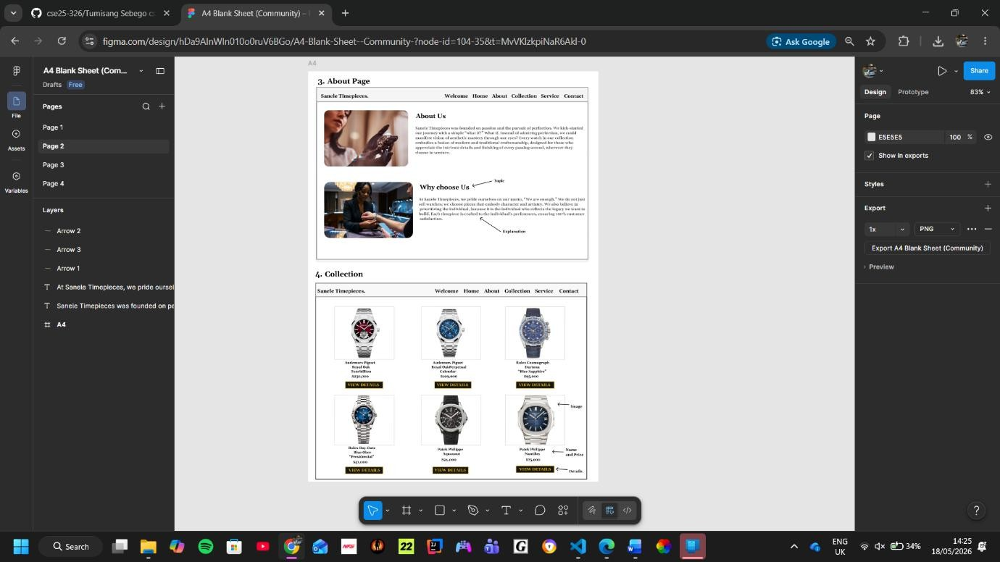 cse25-326/Tumisang Sebego cs
A4 Blank Sheet (Community) –
figma.com/design/hDa9AlnWln010o0ruV6BGo/A4-Blank-Sheet--Community-?node-id=104-35&t=MvVKlzkpiNaR6Akl-0
Ask Google
A4 Blank Sheet (Com...
Drafts Free
File
Assets
Variables
Pages
Page 1
Page 2
Page 3
Page 4
Layers
Arrow 2
Arrow 3
Arrow 1
At Sanele Timepieces, we pride oursel
Sanele Timepieces was founded on pa
A4
A4
3. About Page
Sanele Timepieces. Welcome Home About Collection Service Contact
About Us
Sanele Timepieces was founded on passion and the pursuit of perfection. We kick-started
our journey with a simple "what if?" What if, instead of admiring perfection, we could
manifest vision of aesthetic mastery through our eyes? Every watch in our collection
embodies a fusion of modern and traditional craftsmanship, designed for those who
appreciate the intricate details and finishing of every passing second, wherever they
choose to venture.
Topic
Why choose Us
At Sanele Timepieces, we pride ourselves on our motto, "We are enough." We do not just
sell watches; we choose pieces that embody character and artistry. We also believe in
prioritizing the individual, because it is the individual who reflects the legacy we want to
build. Each timepiece is crafted to the individual's preferences, ensuring 100% customer
satisfaction.
Explanation
4. Collection
Sanele Timepieces. Welcome Home About Collection Service Contact
Audemars Piguet
Royal Oak
Tourbillion
$230,000
VIEW DETAILS
Audemars Piguet
Royal OakPerpetual
Calendar
$199,000
VIEW DETAILS
Rolex Cosmograph
Daytona
"Blue Sapphire"
$95,000
VIEW DETAILS
Rolex Day-Date
Blue Obre
"Presidential"
$41,000
VIEW DETAILS
Patek Philippe
Aquanaut
$24,000
VIEW DETAILS
Patek Philippe
Nautilus
$75,000
VIEW DETAILS
Image
Name
and Price
Details
Share
Design Prototype 83%
Page
E5E5E5 100 %
Show in exports
Styles
Export
1x PNG
Export A4 Blank Sheet (Community)
Preview
?
Search
NFS
22
G
ENG
UK
34%
14:25
18/05/2026